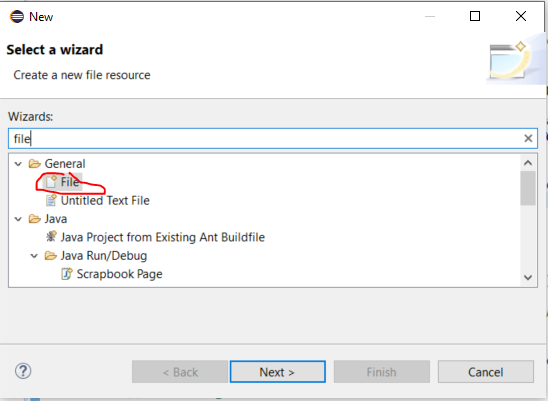 New
Select a wizard
Create a new file resource
Wizards:
file
General
File
Untitled Text File
Java
Java Project from Existing Ant Buildfile
Java Run/Debug
Scrapbook Page
? < Back Next > Finish Cancel